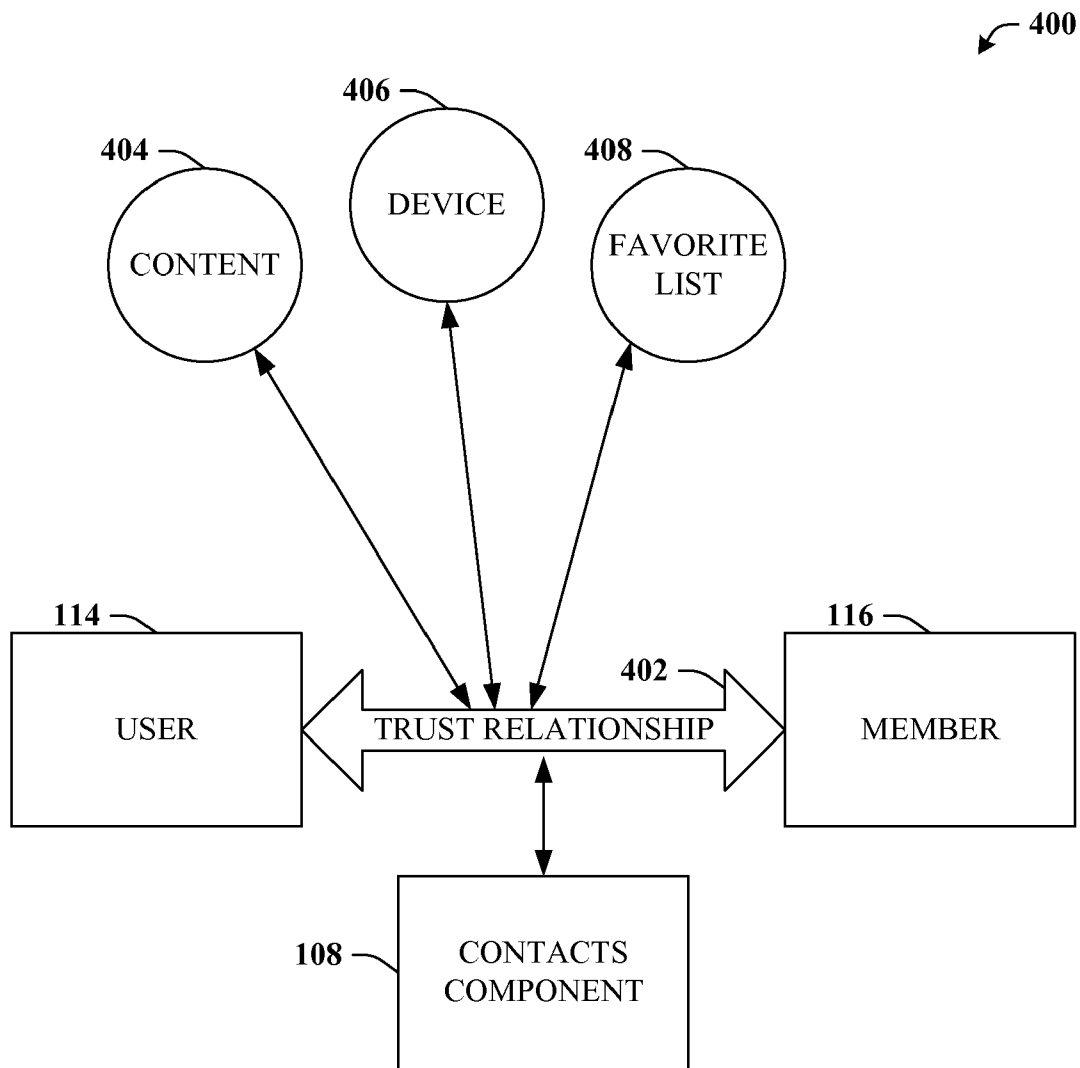 400
406
404
408
DEVICE
CONTENT
FAVORITE
LIST
114
116
402
USER
TRUST RELATIONSHIP
MEMBER
108
CONTACTS
COMPONENT